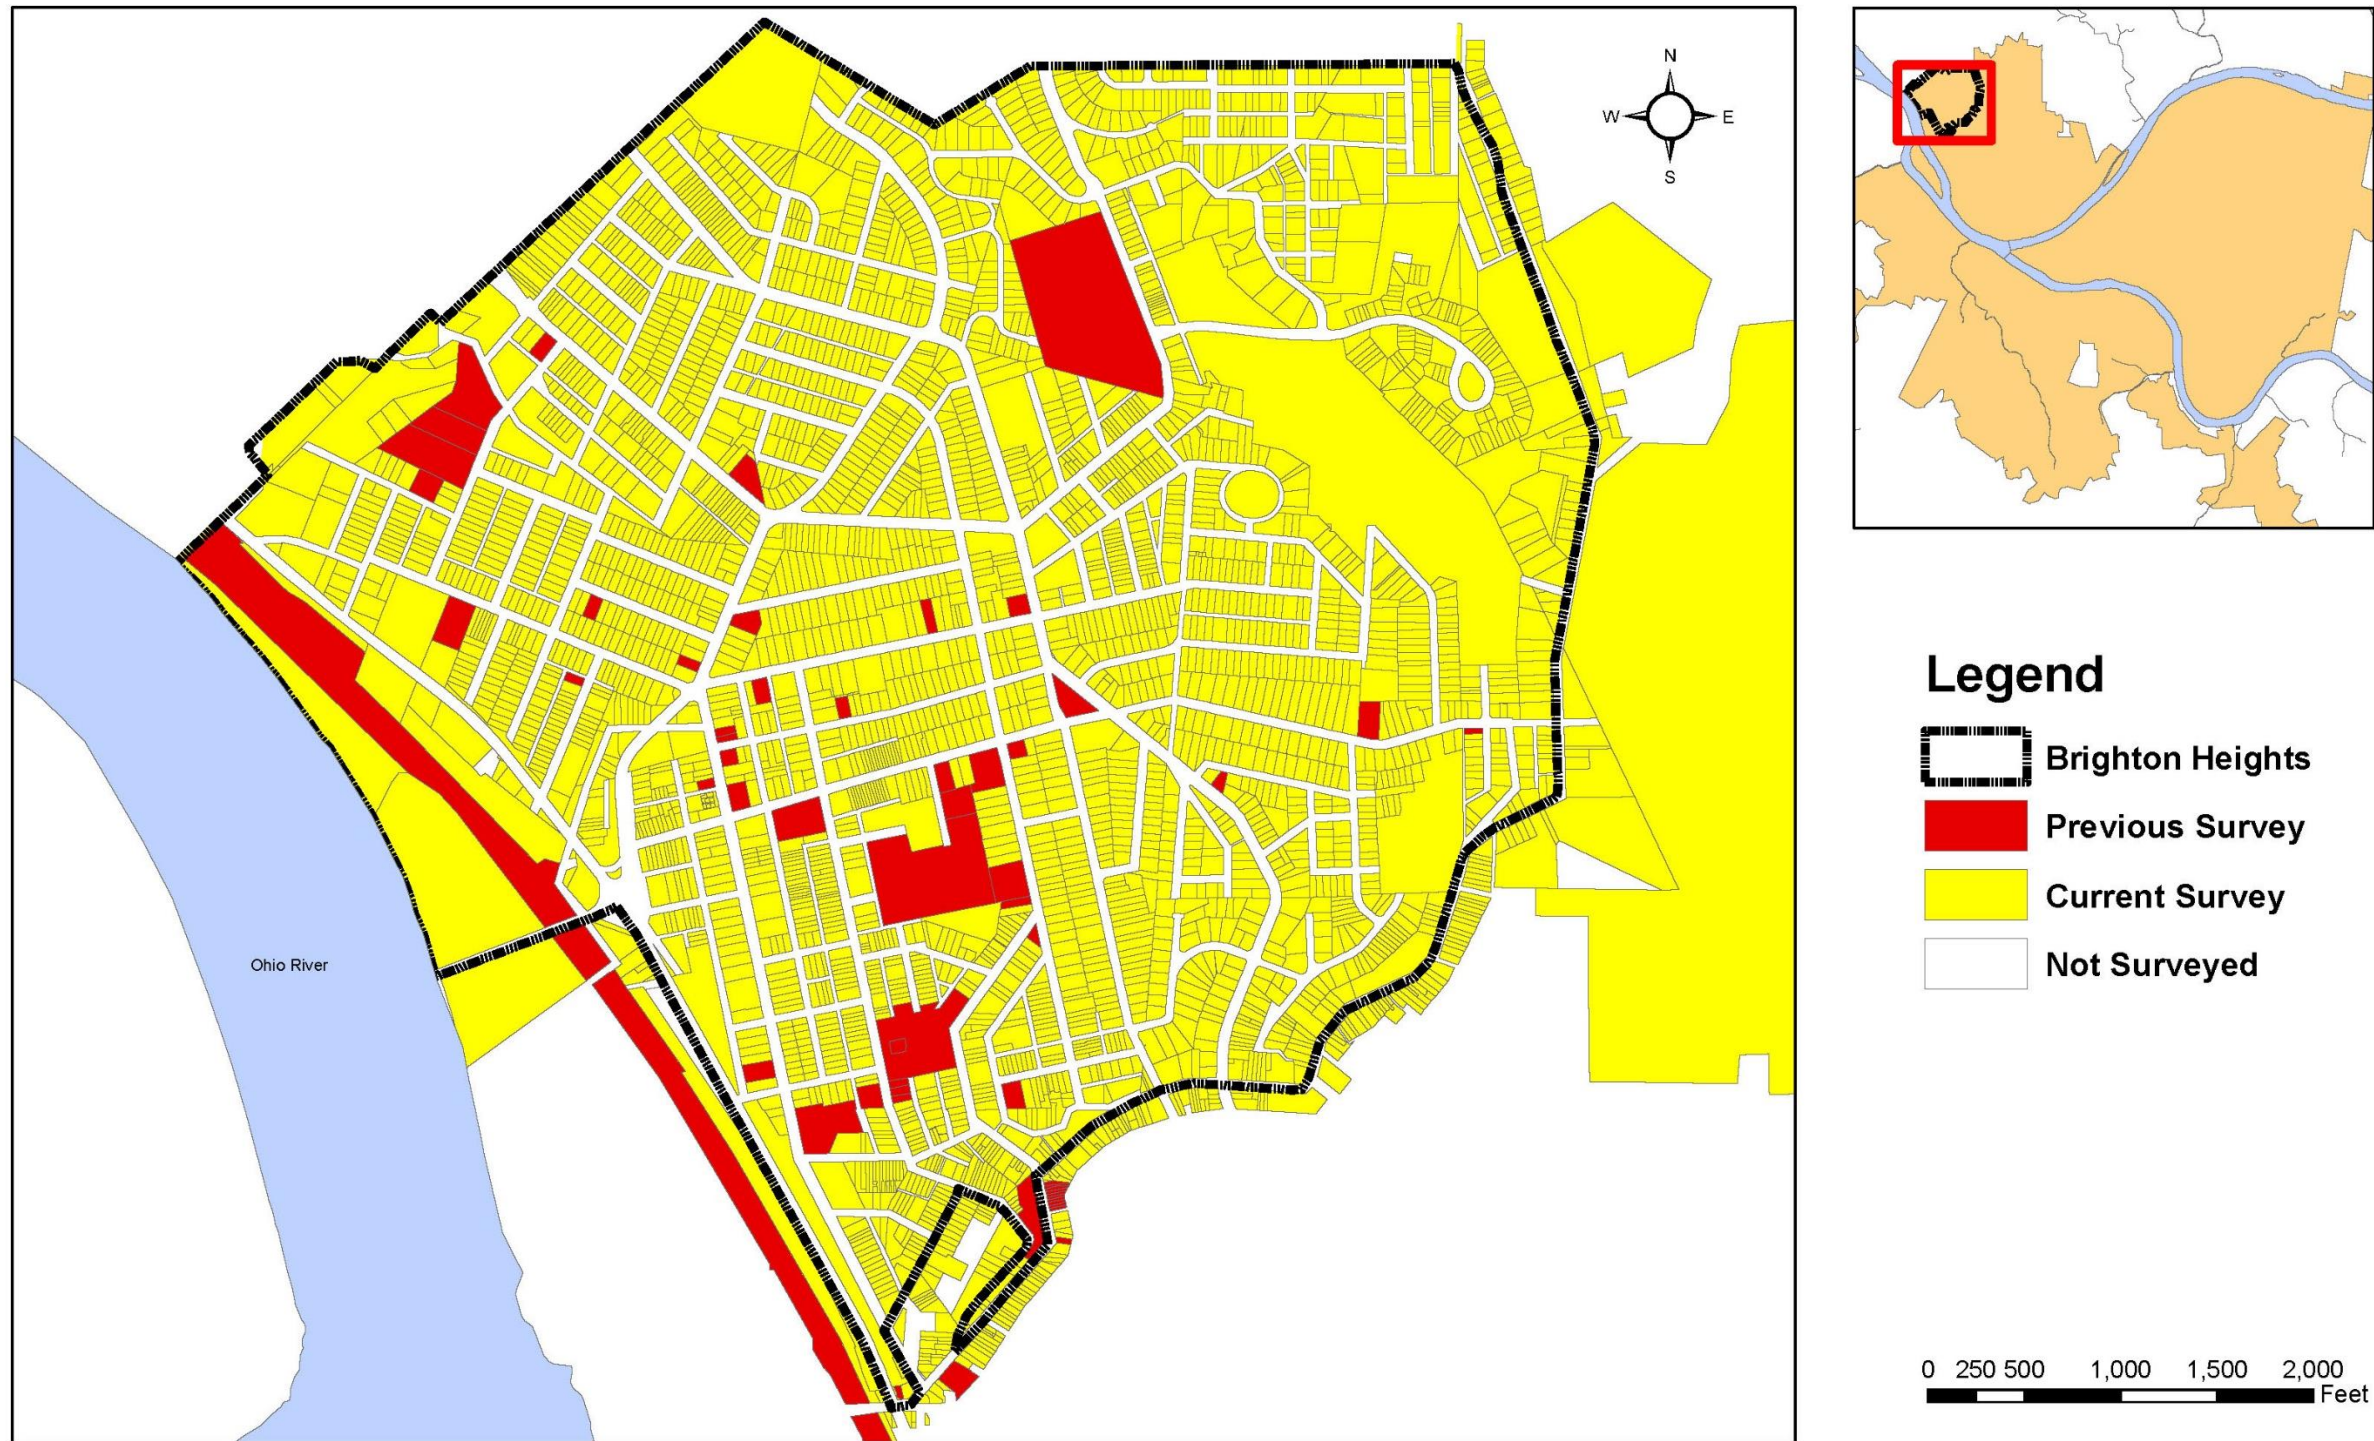 N
W E
S
Ohio River
Legend
Brighton Heights
Previous Survey
Current Survey
Not Surveyed
0 250 500 1,000 1,500 2,000
Feet